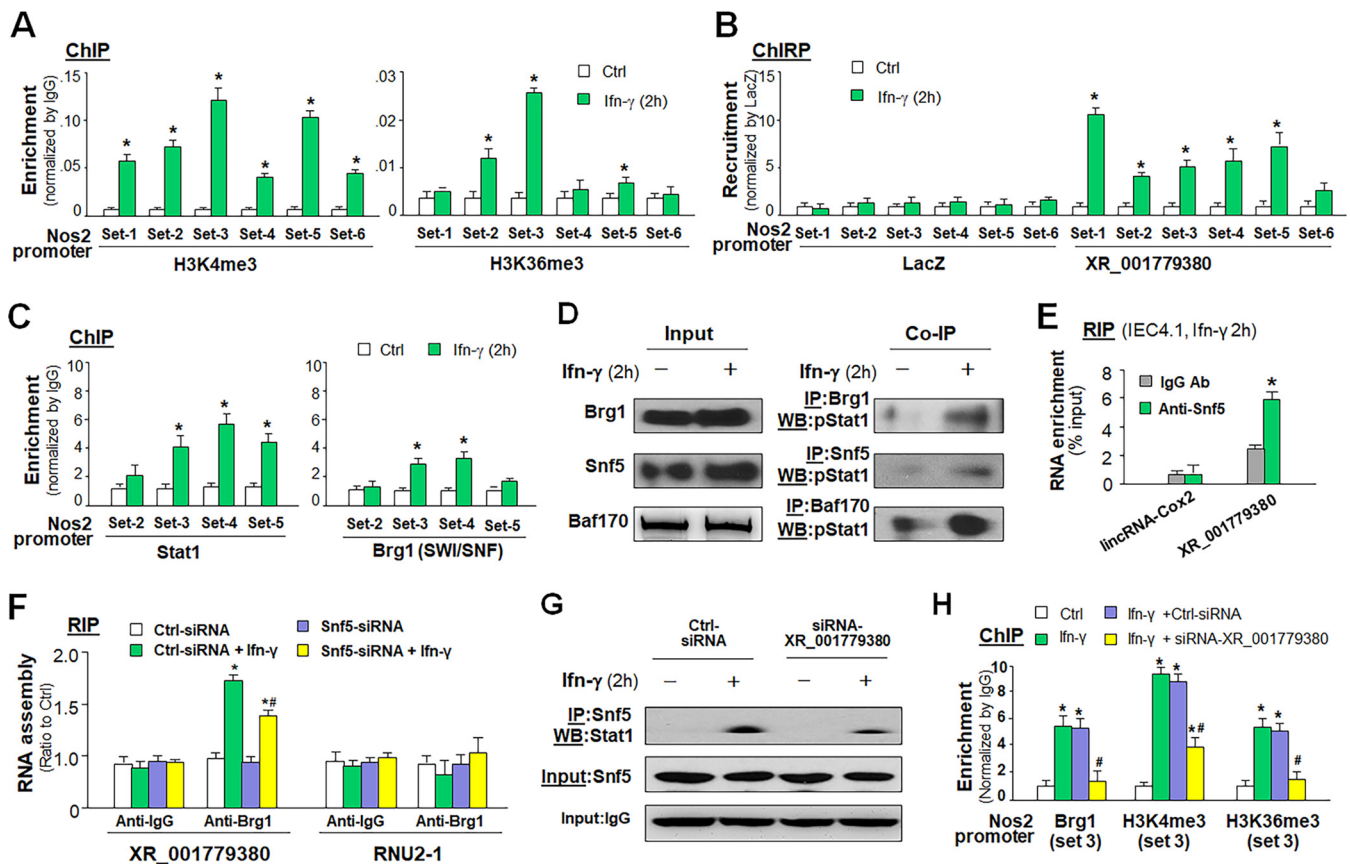 A
ChIP
Enrichment
(normalized by IgG)
.15
.10
.05
0
* * * * * *
.03
.02
.01
0
* * *
Ctrl
Ifn-γ (2h)
Nos2
promoter
Set-1 Set-2 Set-3 Set-4 Set-5 Set-6
H3K4me3
Set-1 Set-2 Set-3 Set-4 Set-5 Set-6
H3K36me3
B
ChIRP
Recruitment
(normalized by LacZ)
15
10
5
0
Ctrl
Ifn-γ (2h)
* * * * *
Nos2
promoter
Set-1 Set-2 Set-3 Set-4 Set-5 Set-6
LacZ
Set-1 Set-2 Set-3 Set-4 Set-5 Set-6
XR_001779380
C
ChIP
Enrichment
(normalized by IgG)
10
8
6
4
2
0
* * *
10
8
6
4
2
0
* *
Ctrl
Ifn-γ (2h)
Nos2
promoter
Set-2 Set-3 Set-4 Set-5
Stat1
Set-2 Set-3 Set-4 Set-5
Brg1 (SWI/SNF)
D
Input
Ifn-γ (2h) − +
Brg1
Snf5
Baf170
Co-IP
Ifn-γ (2h) − +
IP:Brg1
WB:pStat1
IP:Snf5
WB:pStat1
IP:Baf170
WB:pStat1
E
RIP (IEC4.1, Ifn-γ 2h)
RNA enrichment
(% input)
8
6
4
2
0
IgG Ab
Anti-Snf5
*
lincRNA-Cox2
XR_001779380
F
RIP
Ctrl-siRNA
Ctrl-siRNA + Ifn-γ
Snf5-siRNA
Snf5-siRNA + Ifn-γ
RNA assembly
(Ratio to Ctrl)
2.0
1.5
1.0
0
*
*#
Anti-IgG Anti-Brg1
XR_001779380
Anti-IgG Anti-Brg1
RNU2-1
G
Ctrl-
siRNA
siRNA-
XR_001779380
Ifn-γ (2h) − + − +
IP:Snf5
WB:Stat1
Input:Snf5
Input:IgG
H
ChIP
Ctrl
Ifn-γ
Ifn-γ +Ctrl-siRNA
Ifn-γ + siRNA-XR_001779380
Enrichment
(Normalized by IgG)
10
8
6
4
2
0
* * #
* * *#
* * #
Nos2
promoter
Brg1
(set 3)
H3K4me3
(set 3)
H3K36me3
(set 3)